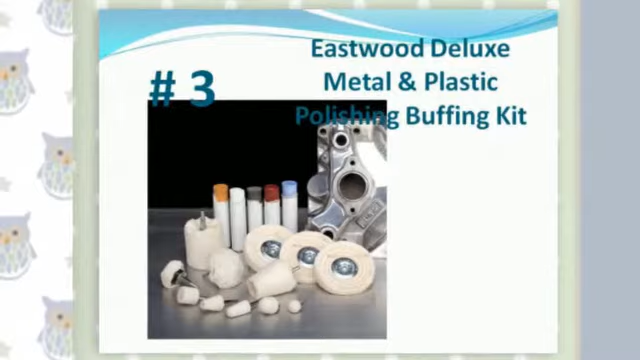 # 3
Eastwood Deluxe
Metal & Plastic
Polishing Buffing Kit